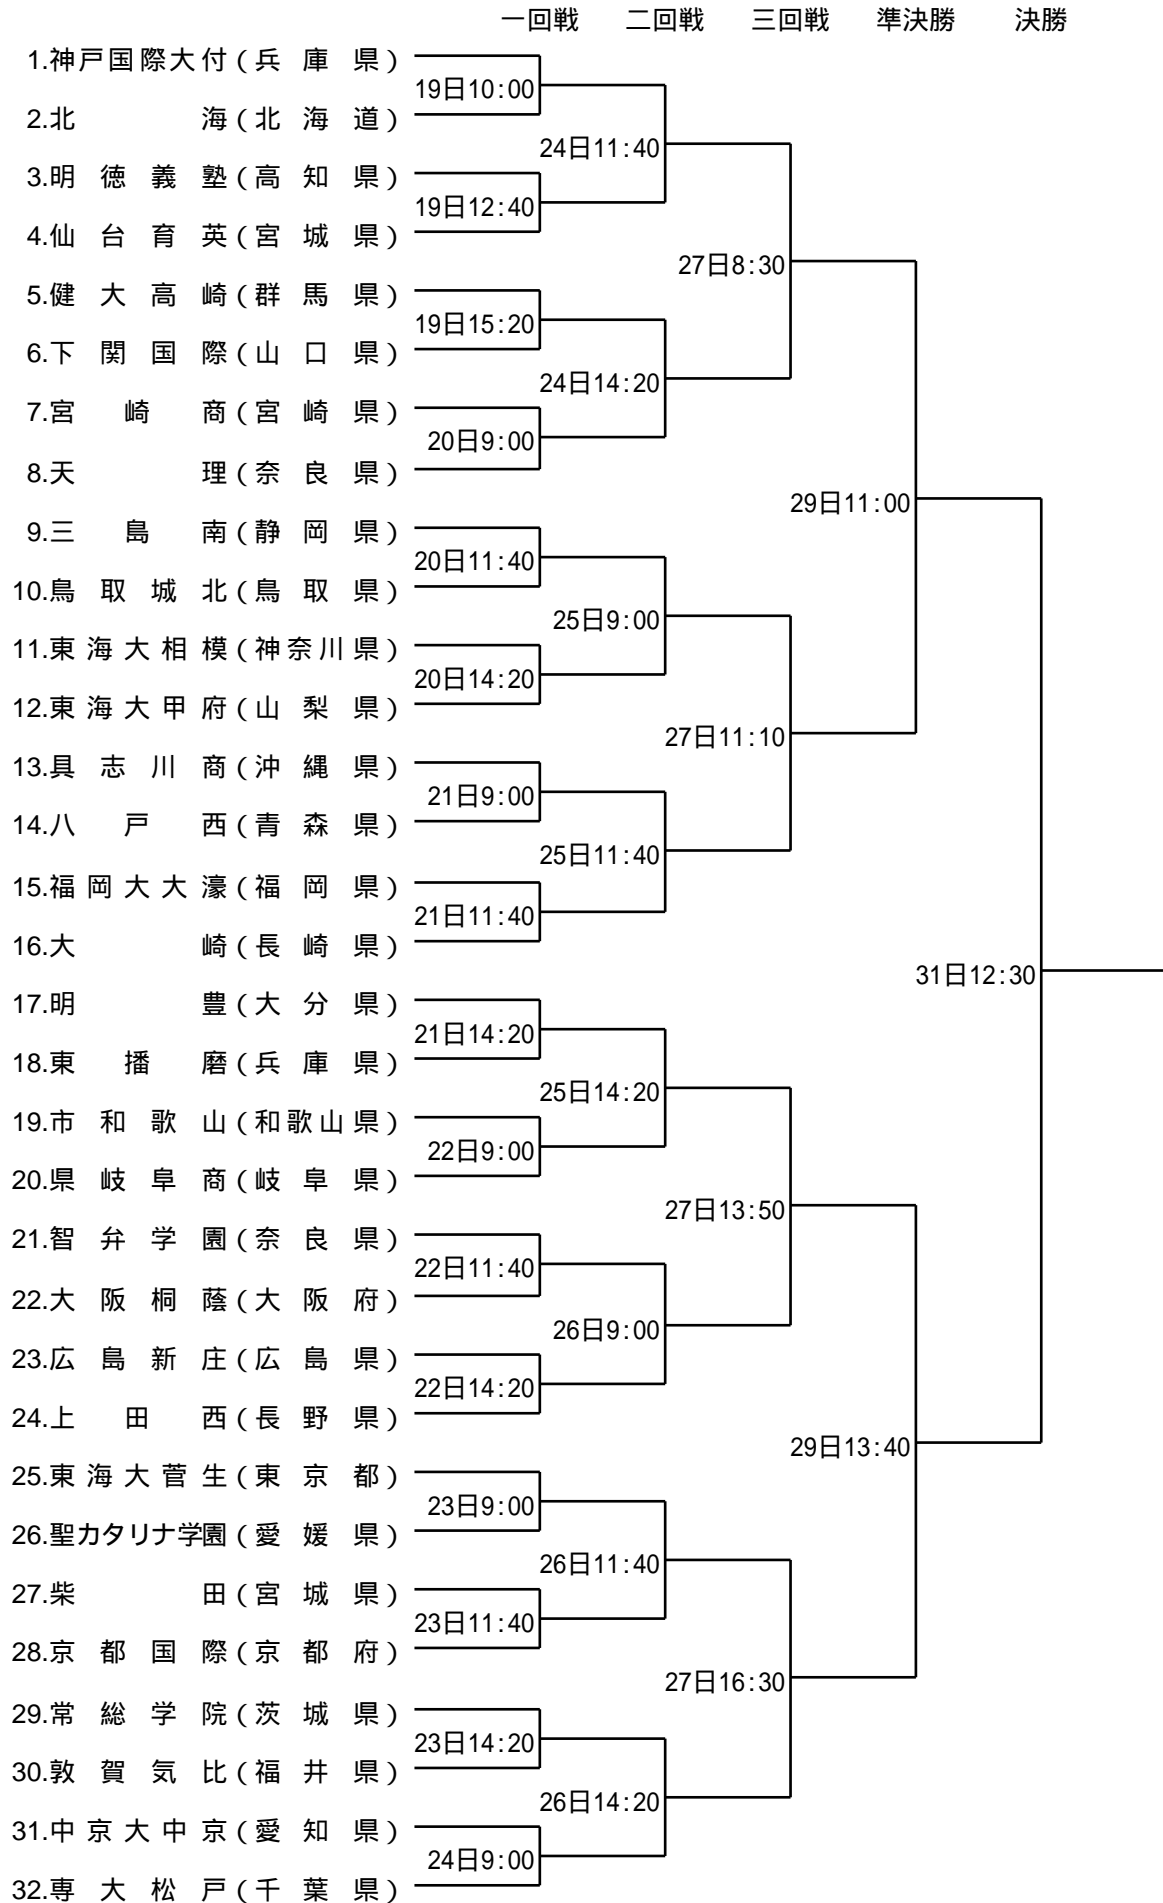 一回戦 二回戦 三回戦 準決勝 決勝
1.神戸国際大付(兵庫県)
19日10:00
2.北海(北海道)
24日11:40
3.明徳義塾(高知県)
19日12:40
4.仙台育英(宮城県)
27日8:30
5.健大高崎(群馬県)
19日15:20
6.下関国際(山口県)
24日14:20
7.宮崎商(宮崎県)
20日9:00
8.天理(奈良県)
29日11:00
9.三島南(静岡県)
20日11:40
10.鳥取城北(鳥取県)
25日9:00
11.東海大相模(神奈川県)
20日14:20
12.東海大甲府(山梨県)
27日11:10
13.具志川商(沖縄県)
21日9:00
14.八戸西(青森県)
25日11:40
15.福岡大大濠(福岡県)
21日11:40
16.大崎(長崎県)
31日12:30
17.明豊(大分県)
21日14:20
18.東播磨(兵庫県)
25日14:20
19.市和歌山(和歌山県)
22日9:00
20.県岐阜商(岐阜県)
27日13:50
21.智弁学園(奈良県)
22日11:40
22.大阪桐蔭(大阪府)
26日9:00
23.広島新庄(広島県)
22日14:20
24.上田西(長野県)
29日13:40
25.東海大菅生(東京都)
23日9:00
26.聖カタリナ学園(愛媛県)
26日11:40
27.柴田(宮城県)
23日11:40
28.京都国際(京都府)
27日16:30
29.常総学院(茨城県)
23日14:20
30.敦賀気比(福井県)
26日14:20
31.中京大中京(愛知県)
24日9:00
32.専大松戸(千葉県)